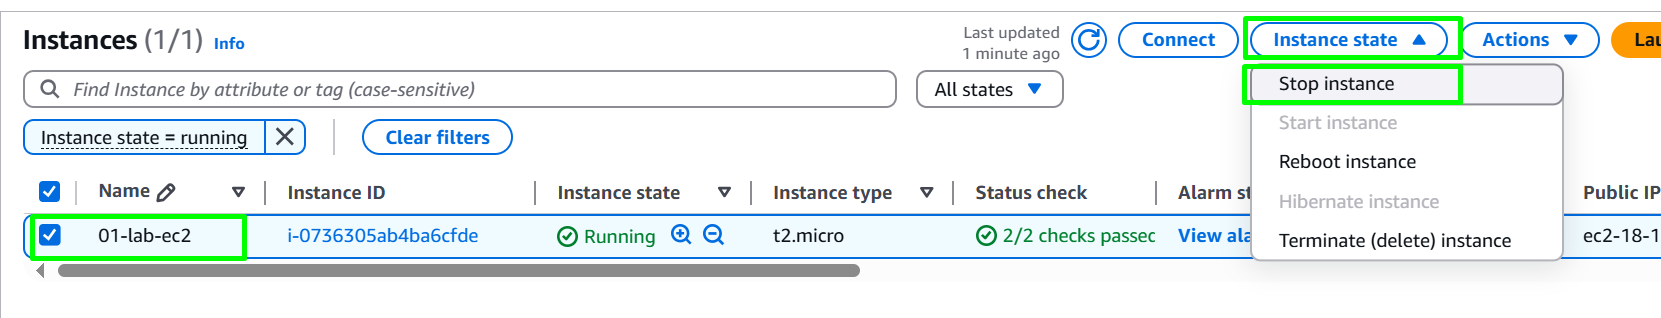 Instances (1/1) Info
Last updated
1 minute ago
Connect
Instance state
Actions
Find Instance by attribute or tag (case-sensitive)
All states
Stop instance
Start instance
Reboot instance
Hibernate instance
Terminate (delete) instance
Instance state = running
Clear filters
Name Instance ID Instance state Instance type Status check Alarm st Public IP
01-lab-ec2 i-0736305ab4ba6cfde Running t2.micro 2/2 checks passed View ala ec2-18-1